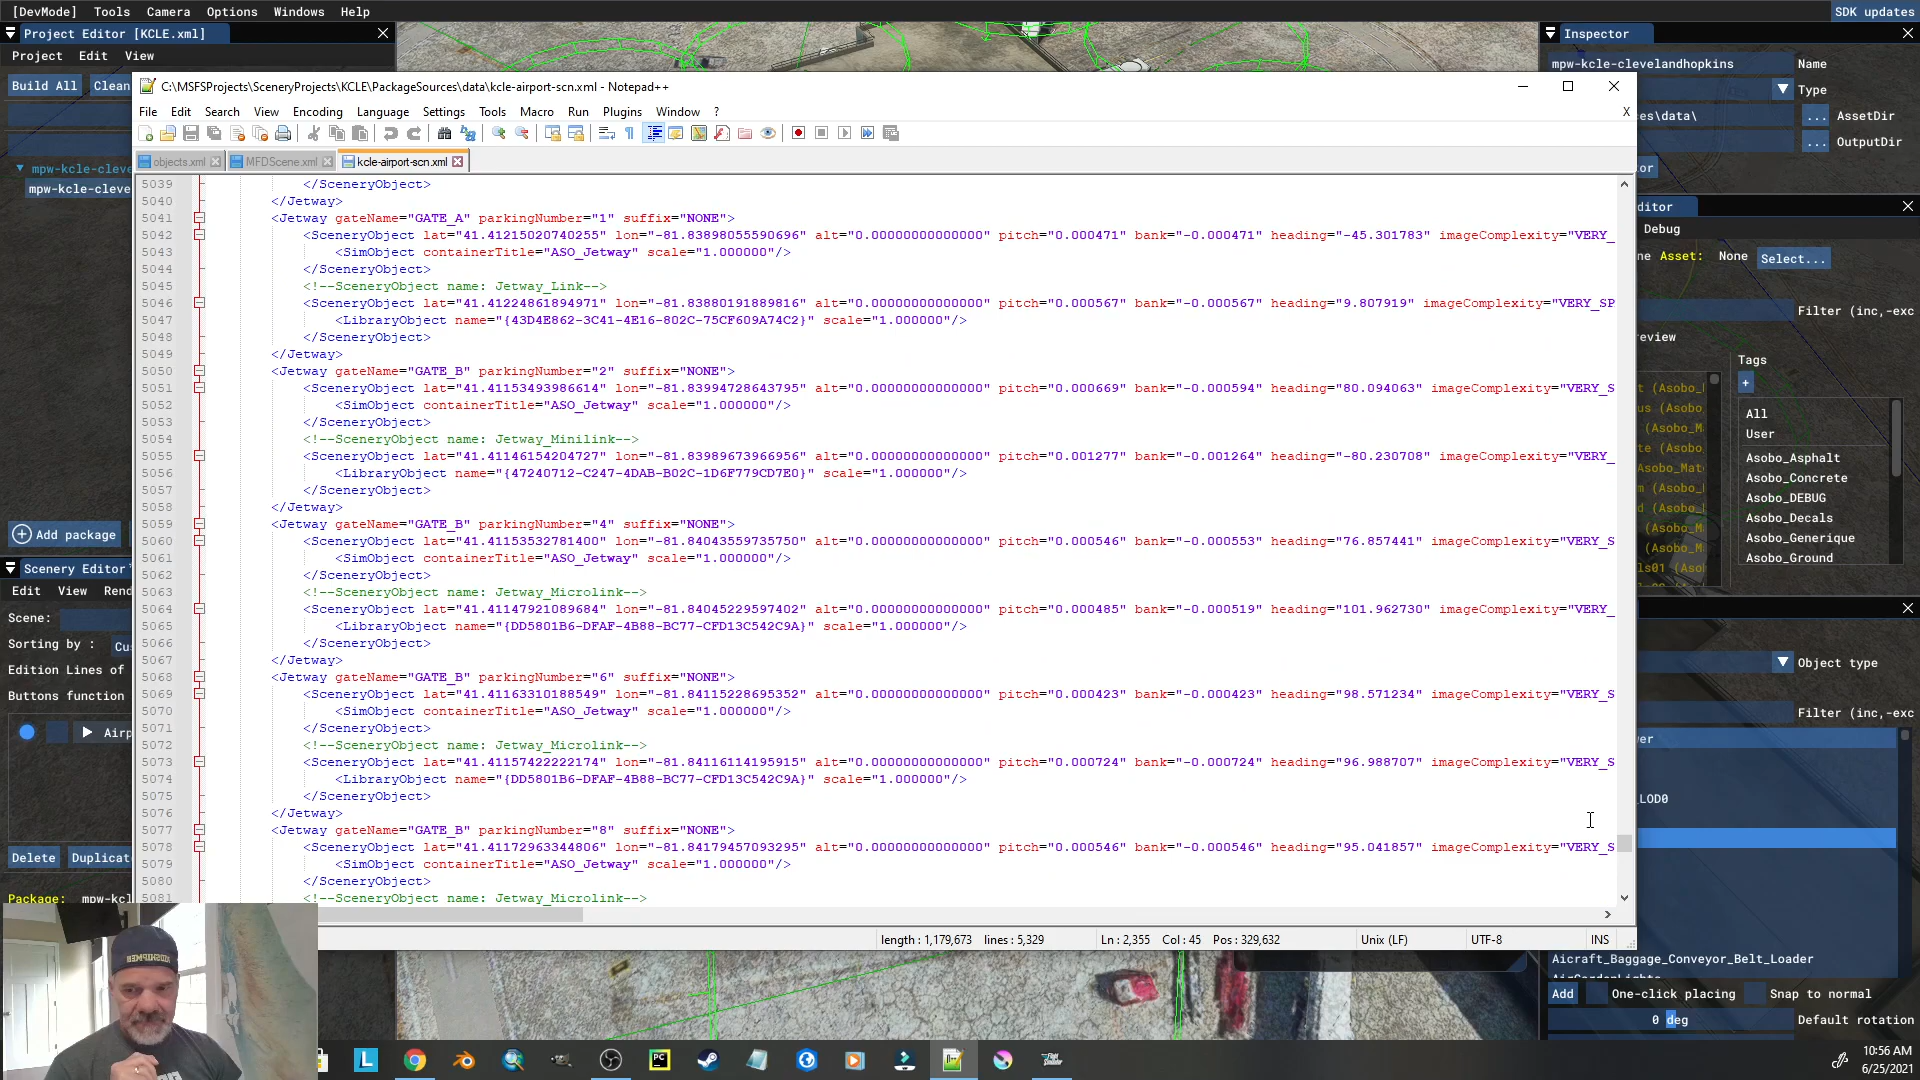 [DevMode] Tools Camera Options Windows Help
SDK updates
Project Editor [KCLE.xml]
Project Edit View
Build All Clean
mpw-kcle-cleve
mpw-kcle-cleve
Add package
Scenery Editor*
Edit View Rend
Scene:
Sorting by : Cu
Edition Lines of
Buttons function
Airp
Delete Duplicat
Package: mpw-kcl
C:\MSFSProjects\SceneryProjects\KCLE\PackageSources\data\kcle-airport-scn.xml - Notepad++
File Edit Search View Encoding Language Settings Tools Macro Run Plugins Window ? X
objects.xml MFDScene.xml kcle-airport-scn.xml
5039 </SceneryObject>
5040 </Jetway>
5041 <Jetway gateName="GATE_A" parkingNumber="1" suffix="NONE">
5042 <SceneryObject lat="41.41215020740255" lon="-81.83898055590696" alt="0.00000000000000" pitch="0.000471" bank="-0.000471" heading="-45.301783" imageComplexity="VERY_
5043 <SimObject containerTitle="ASO_Jetway" scale="1.000000"/>
5044 </SceneryObject>
5045 <!--SceneryObject name: Jetway_Link-->
5046 <SceneryObject lat="41.41224861894971" lon="-81.83880191889816" alt="0.00000000000000" pitch="0.000567" bank="-0.000567" heading="9.807919" imageComplexity="VERY_SP
5047 <LibraryObject name="{43D4E862-3C41-4E16-802C-75CF609A74C2}" scale="1.000000"/>
5048 </SceneryObject>
5049 </Jetway>
5050 <Jetway gateName="GATE_B" parkingNumber="2" suffix="NONE">
5051 <SceneryObject lat="41.41153493986614" lon="-81.83994728643795" alt="0.00000000000000" pitch="0.000669" bank="-0.000594" heading="80.094063" imageComplexity="VERY_S
5052 <SimObject containerTitle="ASO_Jetway" scale="1.000000"/>
5053 </SceneryObject>
5054 <!--SceneryObject name: Jetway_Minilink-->
5055 <SceneryObject lat="41.41146154204727" lon="-81.83989673966956" alt="0.00000000000000" pitch="0.001277" bank="-0.001264" heading="-80.230708" imageComplexity="VERY_
5056 <LibraryObject name="{47240712-C247-4DAB-B02C-1D6F779CD7E0}" scale="1.000000"/>
5057 </SceneryObject>
5058 </Jetway>
5059 <Jetway gateName="GATE_B" parkingNumber="4" suffix="NONE">
5060 <SceneryObject lat="41.41153532781400" lon="-81.84043559735750" alt="0.00000000000000" pitch="0.000546" bank="-0.000553" heading="76.857441" imageComplexity="VERY_S
5061 <SimObject containerTitle="ASO_Jetway" scale="1.000000"/>
5062 </SceneryObject>
5063 <!--SceneryObject name: Jetway_Microlink-->
5064 <SceneryObject lat="41.41147921089684" lon="-81.84045229597402" alt="0.00000000000000" pitch="0.000485" bank="-0.000519" heading="101.962730" imageComplexity="VERY_
5065 <LibraryObject name="{DD5801B6-DFAF-4B88-BC77-CFD13C542C9A}" scale="1.000000"/>
5066 </SceneryObject>
5067 </Jetway>
5068 <Jetway gateName="GATE_B" parkingNumber="6" suffix="NONE">
5069 <SceneryObject lat="41.41163310188549" lon="-81.84115228695352" alt="0.00000000000000" pitch="0.000423" bank="-0.000423" heading="98.571234" imageComplexity="VERY_S
5070 <SimObject containerTitle="ASO_Jetway" scale="1.000000"/>
5071 </SceneryObject>
5072 <!--SceneryObject name: Jetway_Microlink-->
5073 <SceneryObject lat="41.41157422222174" lon="-81.84116114195915" alt="0.00000000000000" pitch="0.000724" bank="-0.000724" heading="96.988707" imageComplexity="VERY_S
5074 <LibraryObject name="{DD5801B6-DFAF-4B88-BC77-CFD13C542C9A}" scale="1.000000"/>
5075 </SceneryObject>
5076 </Jetway>
5077 <Jetway gateName="GATE_B" parkingNumber="8" suffix="NONE">
5078 <SceneryObject lat="41.41172963344806" lon="-81.84179457093295" alt="0.00000000000000" pitch="0.000546" bank="-0.000546" heading="95.041857" imageComplexity="VERY_S
5079 <SimObject containerTitle="ASO_Jetway" scale="1.000000"/>
5080 </SceneryObject>
5081 <!--SceneryObject name: Jetway_Microlink-->
length : 1,179,673 lines : 5,329 Ln : 2,355 Col : 45 Pos : 329,632 Unix (LF) UTF-8 INS
Inspector
mpw-kcle-clevelandhopkins Name
Type
es\data\ ... AssetDir
... OutputDir
or
ditor
Debug
ne Asset: None Select...
Filter (inc,-exc
eview
Tags
+
All
User
Asobo_Asphalt
Asobo_Concrete
Asobo_DEBUG
Asobo_Decals
Asobo_Generique
Asobo_Ground
Object type
Filter (inc,-exc
wer
_LOD0
Aicraft_Baggage_Conveyor_Belt_Loader
Add One-click placing Snap to normal
0 deg Default rotation
10:56 AM
6/25/2021